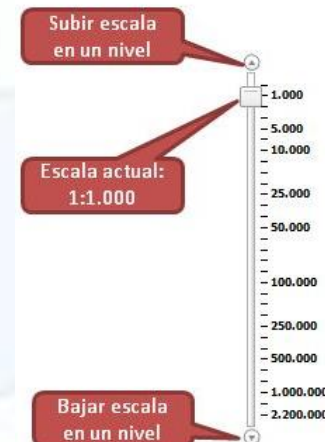 Subir escala
en un nivel
1.000
5.000
10.000
Escala actual:
1:1.000
25.000
50.000
100.000
250.000
500.000
1.000.000
2.200.000
Bajar escala
en un nivel